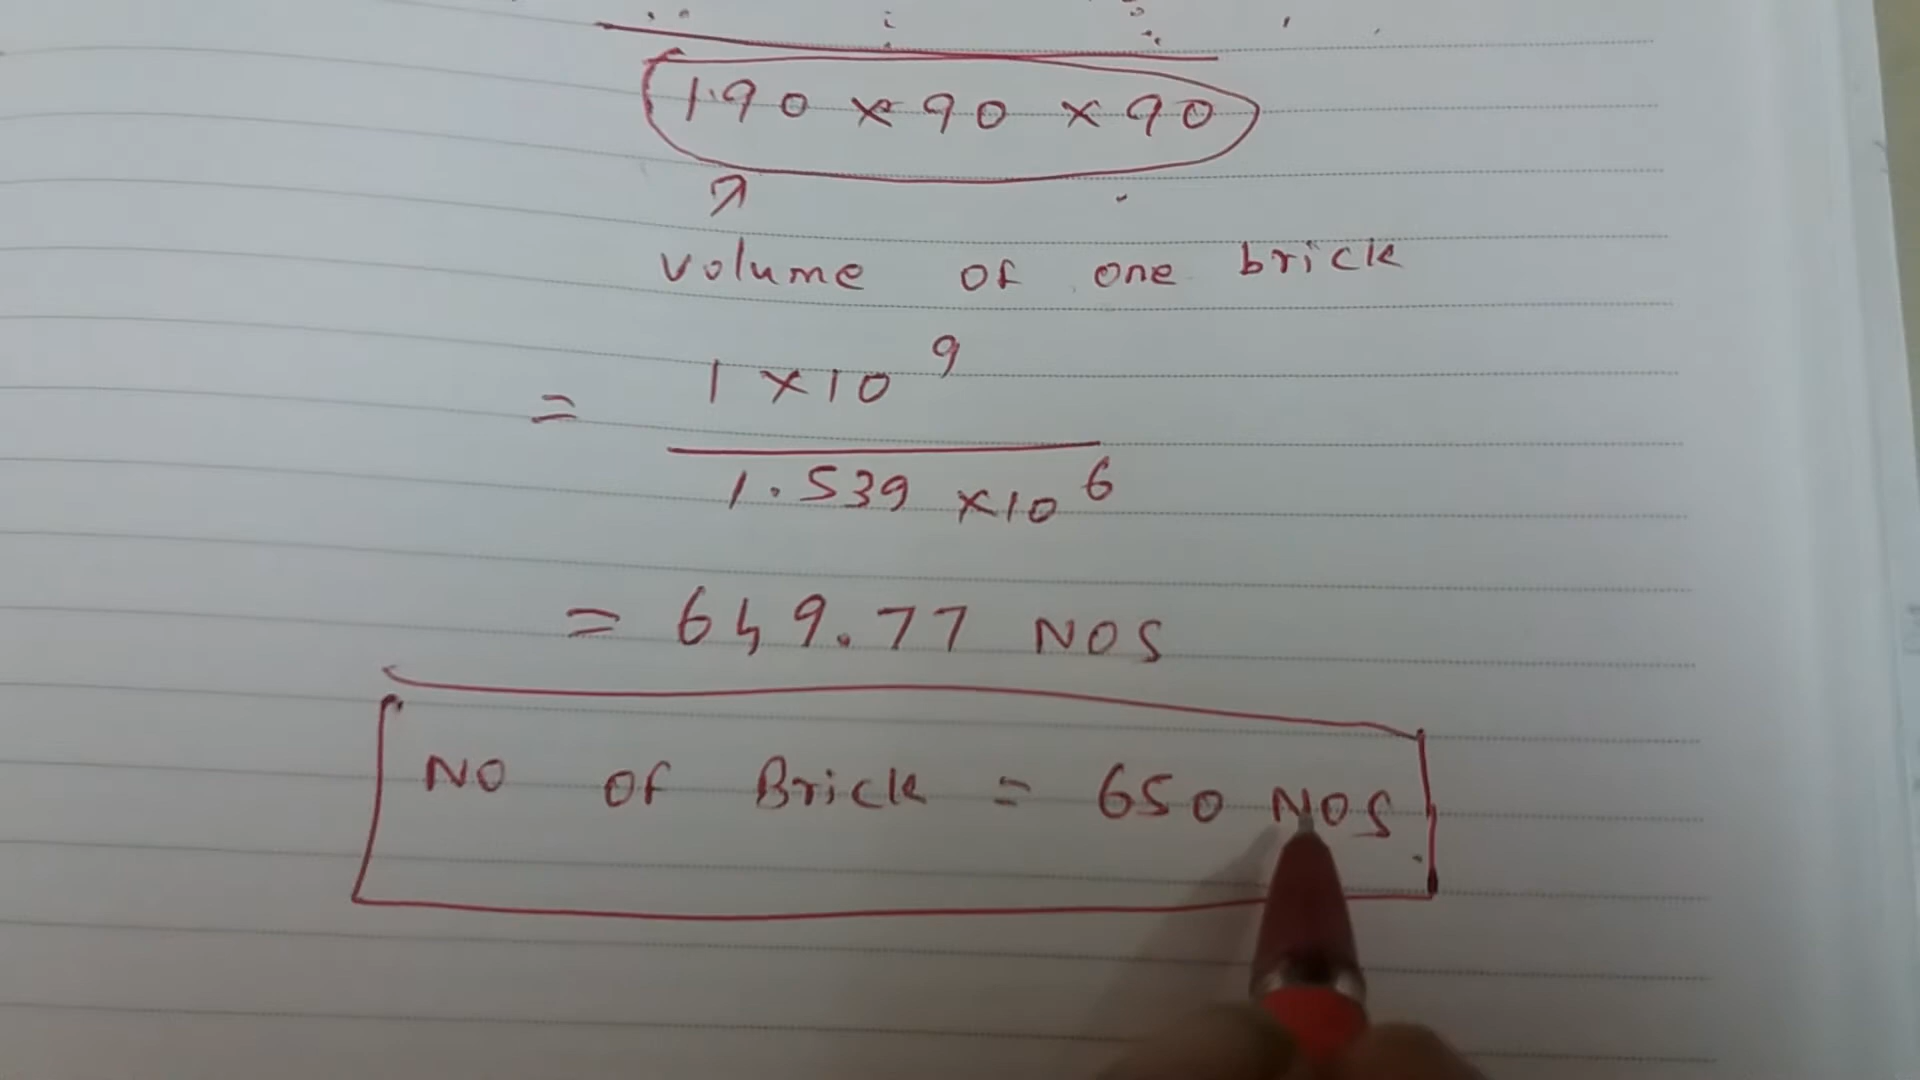 190 × 90 × 90
volume of one brick
= 1 × 10^9
1.539 × 10^6
= 649.77 NOS
NO OF Brick = 650 NOS